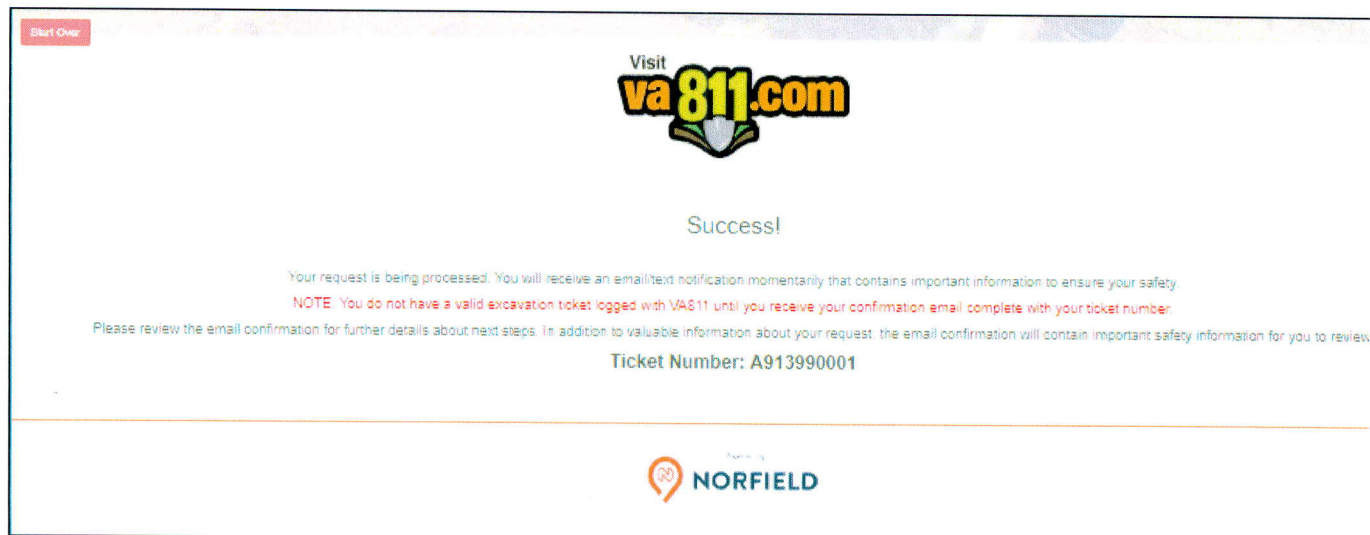 Start Over
Visit
va811.com
Success!
Your request is being processed. You will receive an email/text notification momentarily that contains important information to ensure your safety.
NOTE: You do not have a valid excavation ticket logged with VA811 until you receive your confirmation email complete with your ticket number.
Please review the email confirmation for further details about next steps. In addition to valuable information about your request, the email confirmation will contain important safety information for you to review
Ticket Number: A913990001
NORFIELD